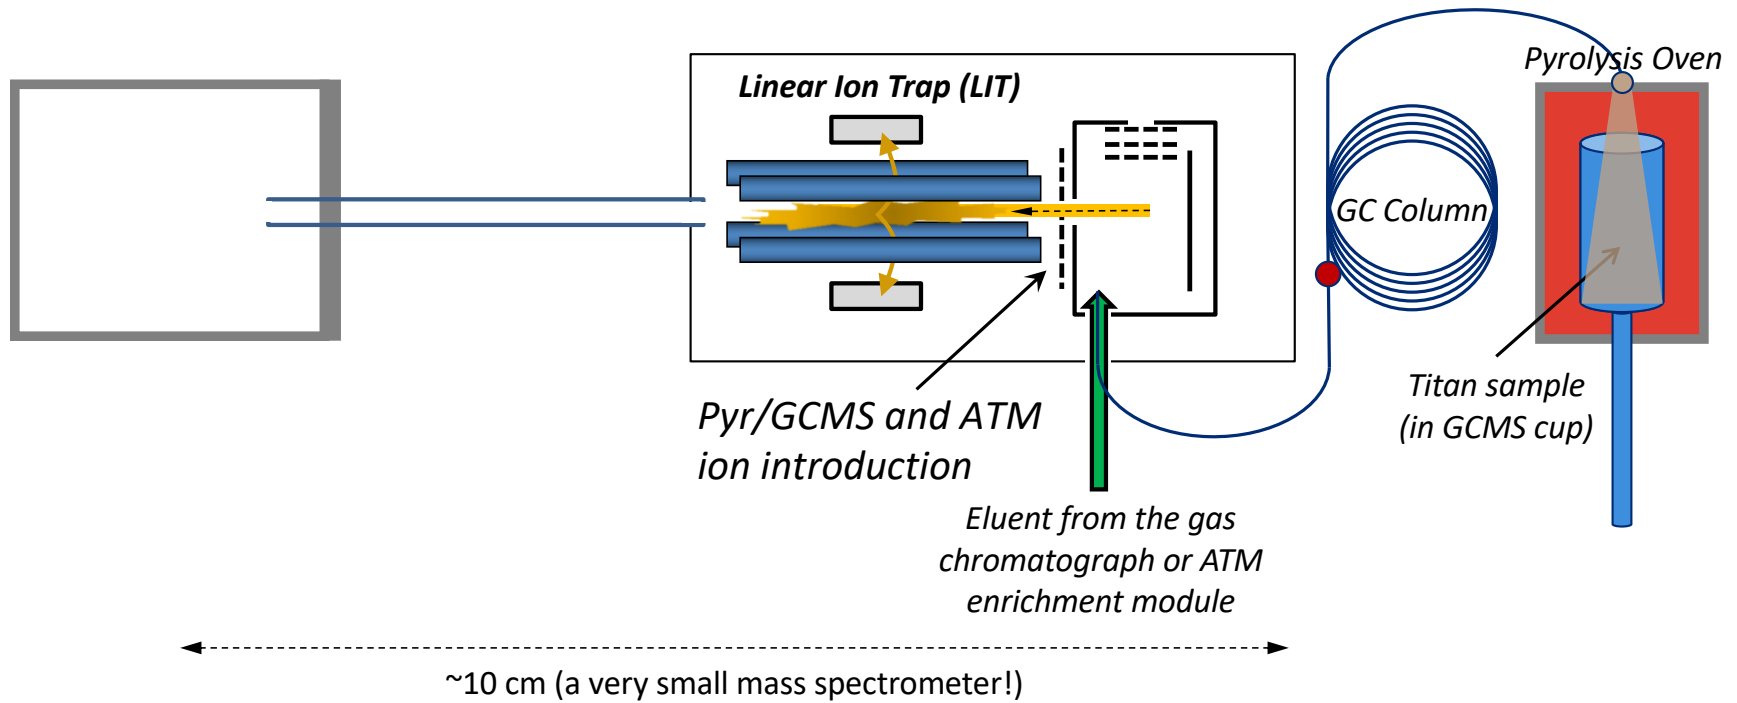 Pyrolysis Oven
Linear Ion Trap (LIT)
GC Column
Titan sample
(in GCMS cup)
Pyr/GCMS and ATM
ion introduction
Eluent from the gas
chromatograph or ATM
enrichment module
~10 cm (a very small mass spectrometer!)